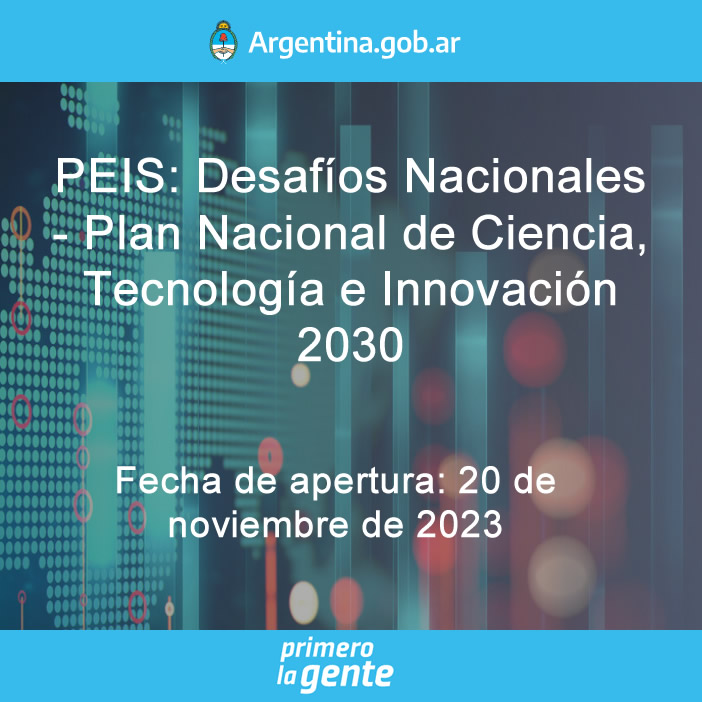 Argentina.gob.ar
PEIS: Desafíos Nacionales
- Plan Nacional de Ciencia,
Tecnología e Innovación
2030
Fecha de apertura: 20 de
noviembre de 2023
primero
la gente